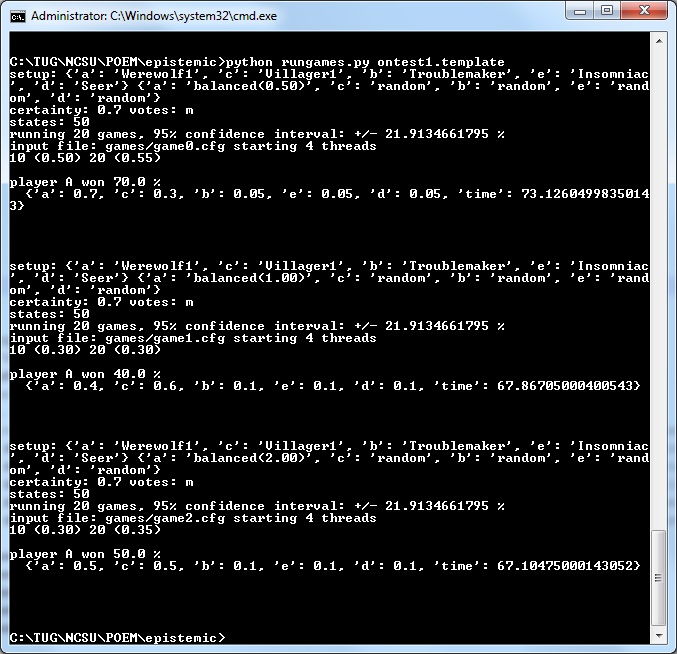 Administrator: C:\Windows\system32\cmd.exe
C:\TUG\NCSU\POEM\epistemic>python rungames.py ontest1.template
setup: {'a': 'Werewolf1', 'c': 'Villager1', 'b': 'Troublemaker', 'e': 'Insomniac
', 'd': 'Seer'} {'a': 'balanced(0.50)', 'c': 'random', 'b': 'random', 'e': 'rand
om', 'd': 'random'}
certainty: 0.7 votes: m
states: 50
running 20 games, 95% confidence interval: +/- 21.9134661795 %
input file: games/game0.cfg starting 4 threads
10 (0.50) 20 (0.55)
player A won 70.0 %
{'a': 0.7, 'c': 0.3, 'b': 0.05, 'e': 0.05, 'd': 0.05, 'time': 73.1260499835014
3}
setup: {'a': 'Werewolf1', 'c': 'Villager1', 'b': 'Troublemaker', 'e': 'Insomniac
', 'd': 'Seer'} {'a': 'balanced(1.00)', 'c': 'random', 'b': 'random', 'e': 'rand
om', 'd': 'random'}
certainty: 0.7 votes: m
states: 50
running 20 games, 95% confidence interval: +/- 21.9134661795 %
input file: games/game1.cfg starting 4 threads
10 (0.30) 20 (0.30)
player A won 40.0 %
{'a': 0.4, 'c': 0.6, 'b': 0.1, 'e': 0.1, 'd': 0.1, 'time': 67.86705000400543}
setup: {'a': 'Werewolf1', 'c': 'Villager1', 'b': 'Troublemaker', 'e': 'Insomniac
', 'd': 'Seer'} {'a': 'balanced(2.00)', 'c': 'random', 'b': 'random', 'e': 'rand
om', 'd': 'random'}
certainty: 0.7 votes: m
states: 50
running 20 games, 95% confidence interval: +/- 21.9134661795 %
input file: games/game2.cfg starting 4 threads
10 (0.30) 20 (0.35)
player A won 50.0 %
{'a': 0.5, 'c': 0.5, 'b': 0.1, 'e': 0.1, 'd': 0.1, 'time': 67.10475000143052}
C:\TUG\NCSU\POEM\epistemic>